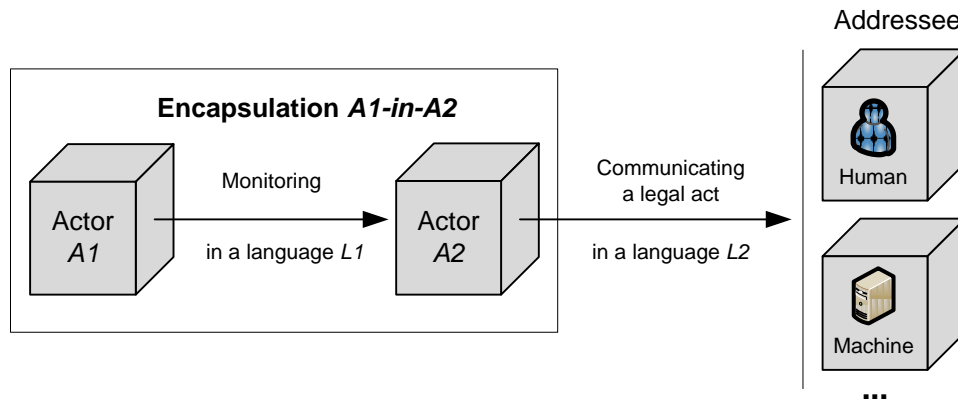 Addressee
Encapsulation A1-in-A2
Actor
A1
Monitoring
in a language L1
Actor
A2
Communicating
a legal act
in a language L2
Human
Machine
...